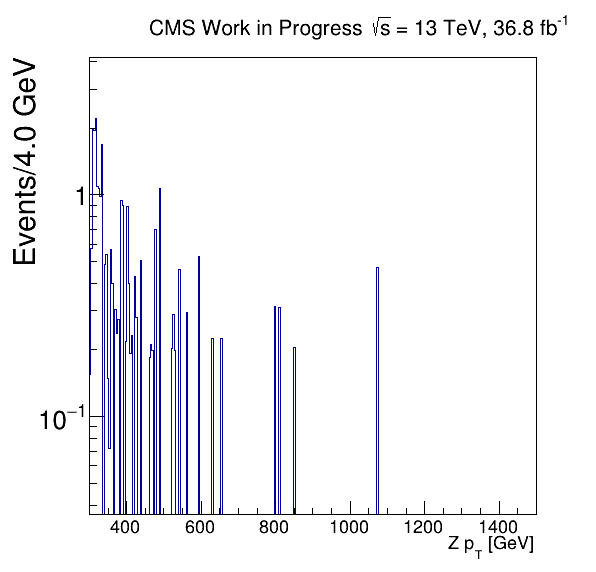 CMS Work in Progress √s = 13 TeV, 36.8 fb⁻¹
Events/4.0 GeV
1
10⁻¹
400 600 800 1000 1200 1400
Z p_T [GeV]